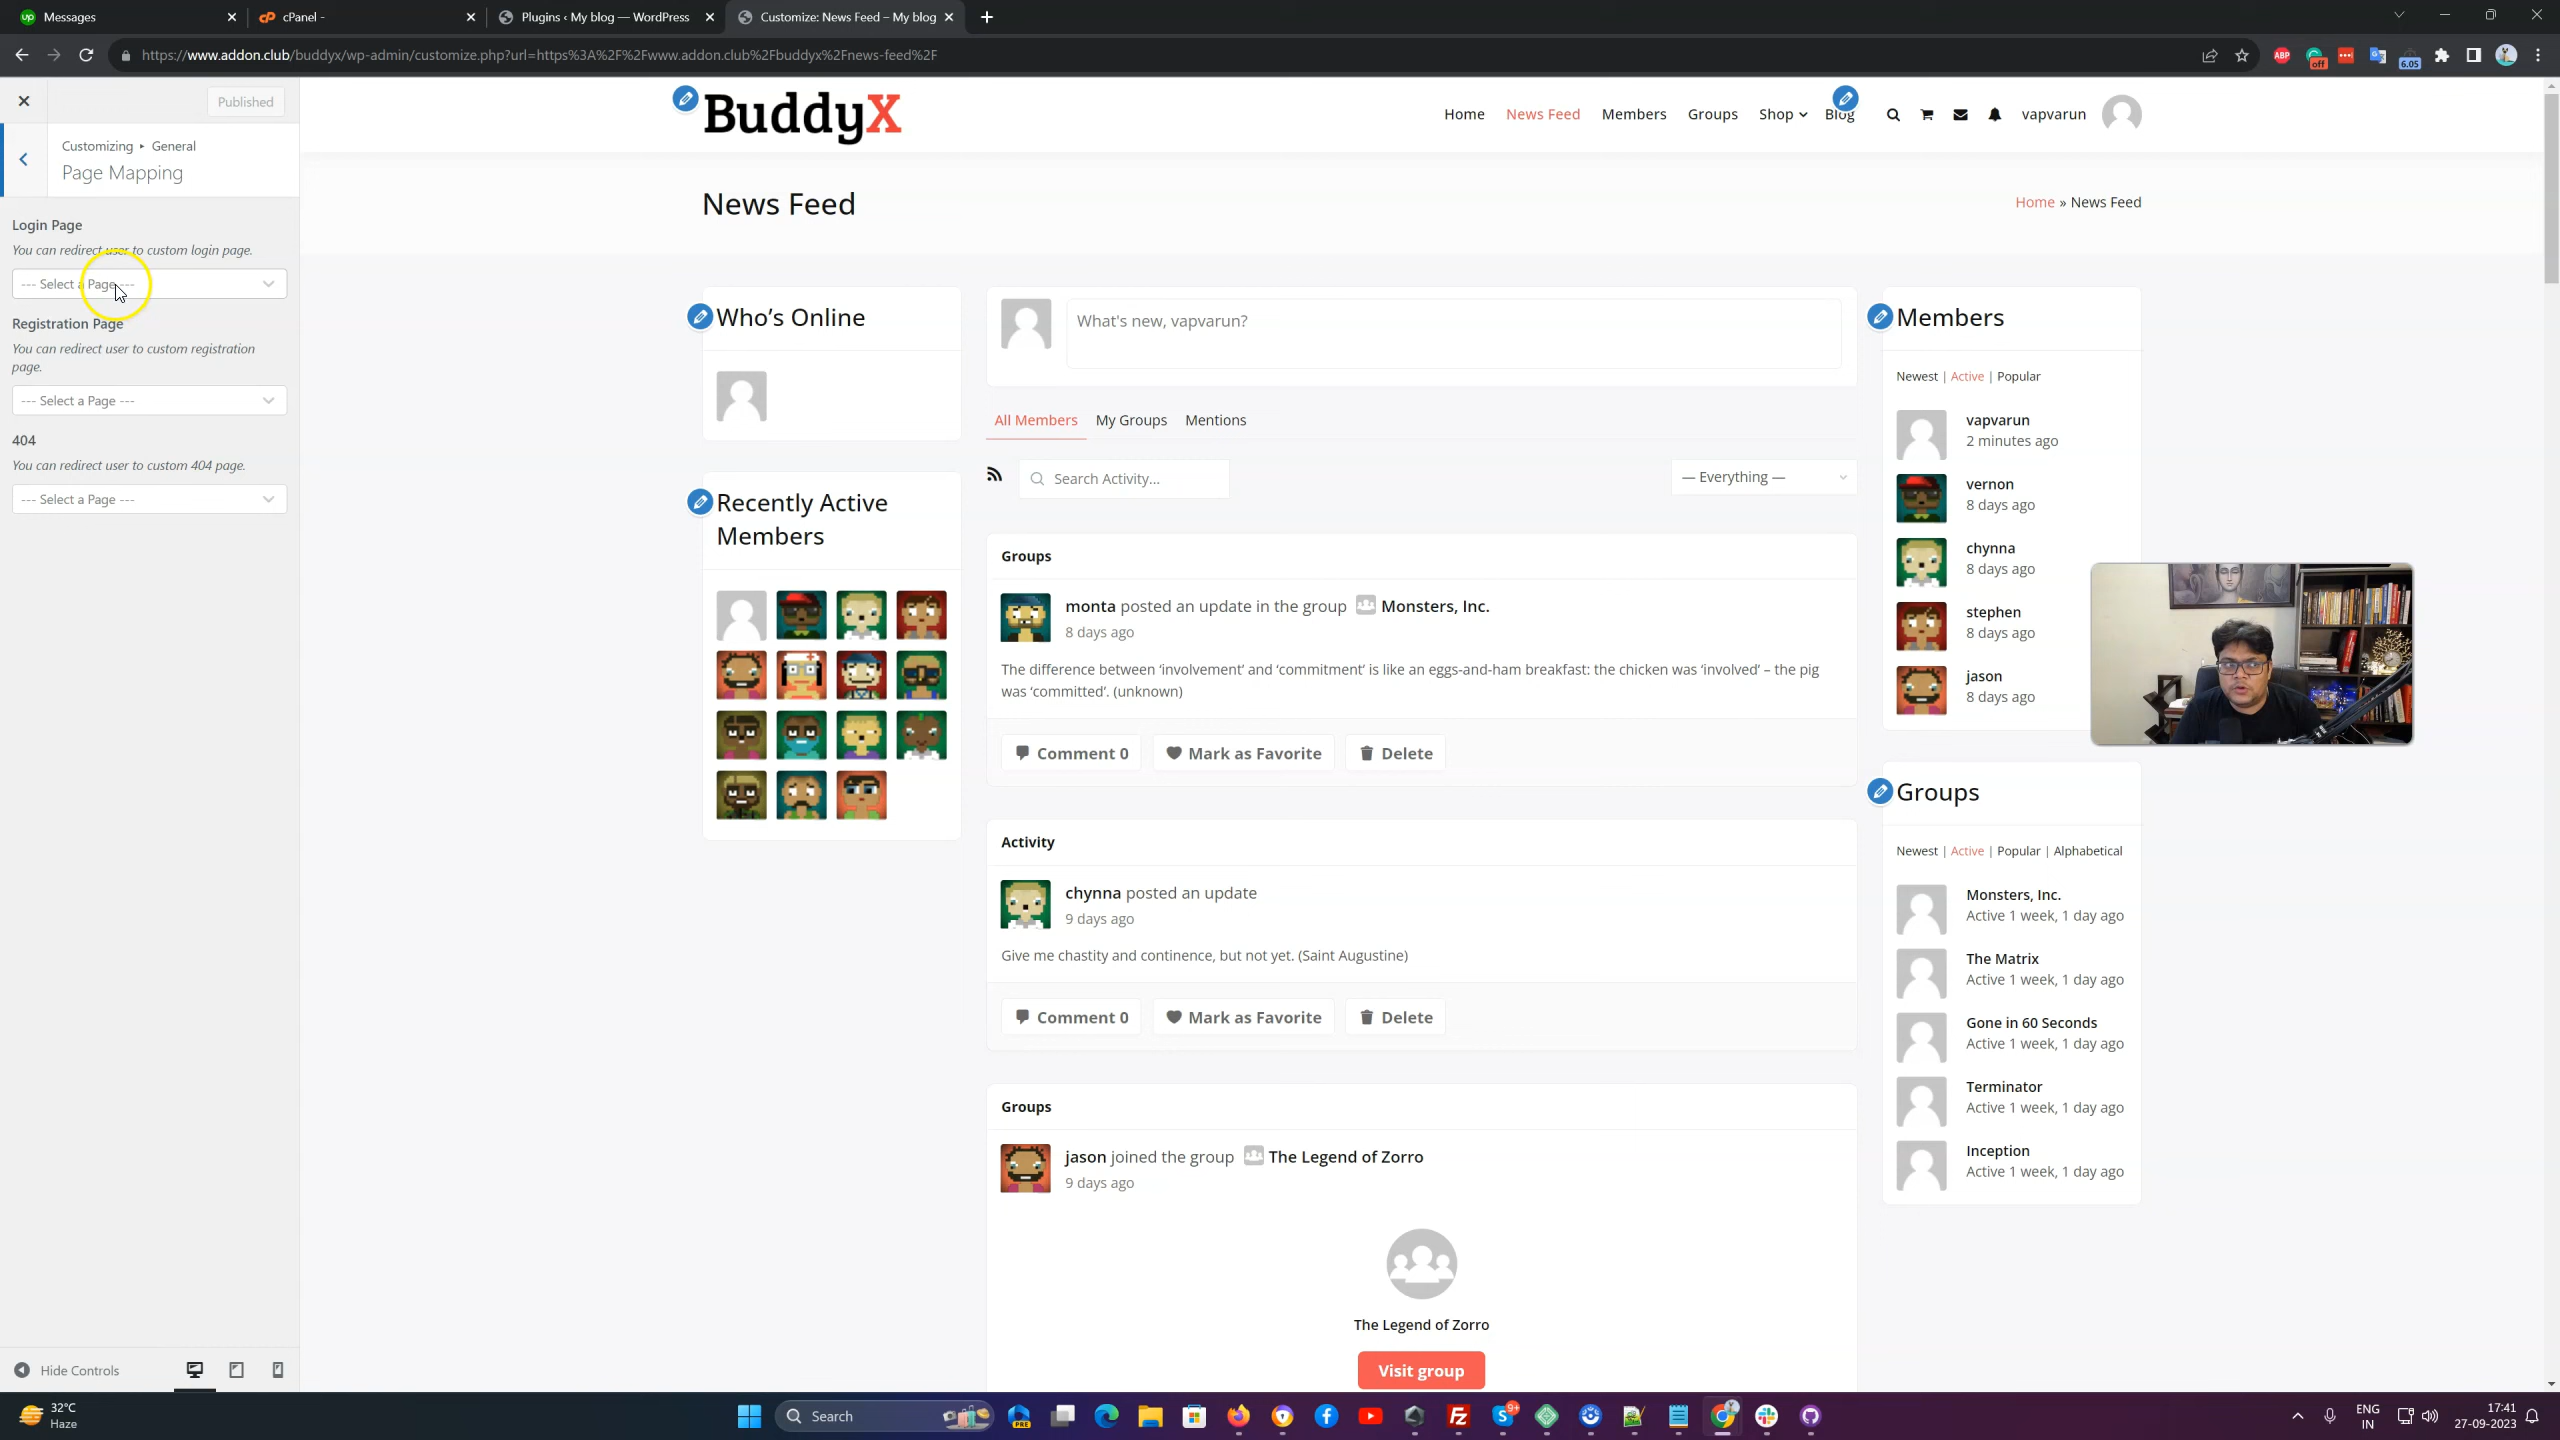 Messages
cPanel -
Plugins ‹ My blog — WordPress
Customize: News Feed – My blog
https://www.addon.club/buddyx/wp-admin/customize.php?url=https%3A%2F%2Fwww.addon.club%2Fbuddyx%2Fnews-feed%2F
ABP
off
6.05
Published
Customizing ▸ General
Page Mapping
Login Page
You can redirect user to custom login page.
--- Select a Page ---
Registration Page
You can redirect user to custom registration
page.
--- Select a Page ---
404
You can redirect user to custom 404 page.
--- Select a Page ---
Hide Controls
BuddyX
Home
News Feed
Members
Groups
Shop
Blog
vapvarun
News Feed
Home » News Feed
Who's Online
Recently Active
Members
What's new, vapvarun?
All Members
My Groups
Mentions
Search Activity...
— Everything —
Groups
monta posted an update in the group Monsters, Inc.
8 days ago
The difference between ‘involvement’ and ‘commitment’ is like an eggs-and-ham breakfast: the chicken was ‘involved’ – the pig
was ‘committed’. (unknown)
Comment 0
Mark as Favorite
Delete
Activity
chynna posted an update
9 days ago
Give me chastity and continence, but not yet. (Saint Augustine)
Comment 0
Mark as Favorite
Delete
Groups
jason joined the group The Legend of Zorro
9 days ago
The Legend of Zorro
Visit group
Members
Newest | Active | Popular
vapvarun
2 minutes ago
vernon
8 days ago
chynna
8 days ago
stephen
8 days ago
jason
8 days ago
Groups
Newest | Active | Popular | Alphabetical
Monsters, Inc.
Active 1 week, 1 day ago
The Matrix
Active 1 week, 1 day ago
Gone in 60 Seconds
Active 1 week, 1 day ago
Terminator
Active 1 week, 1 day ago
Inception
Active 1 week, 1 day ago
32°C
Haze
Search
PRE
9+
ENG
IN
17:41
27-09-2023